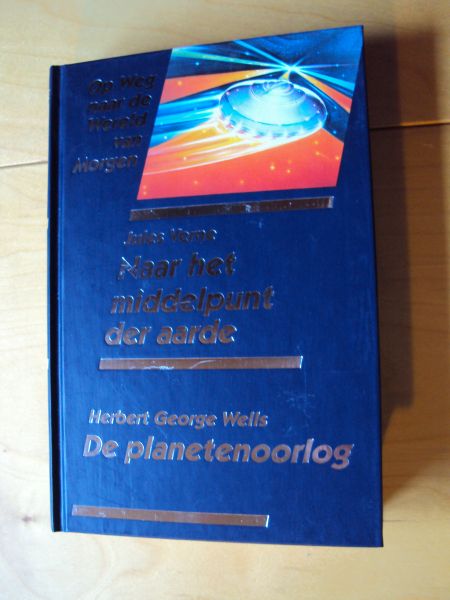 Op Weg
naar de
Wereld
van
Morgen
Jules Verne
Naar het
middelpunt
der aarde
Herbert George Wells
De planetenoorlog